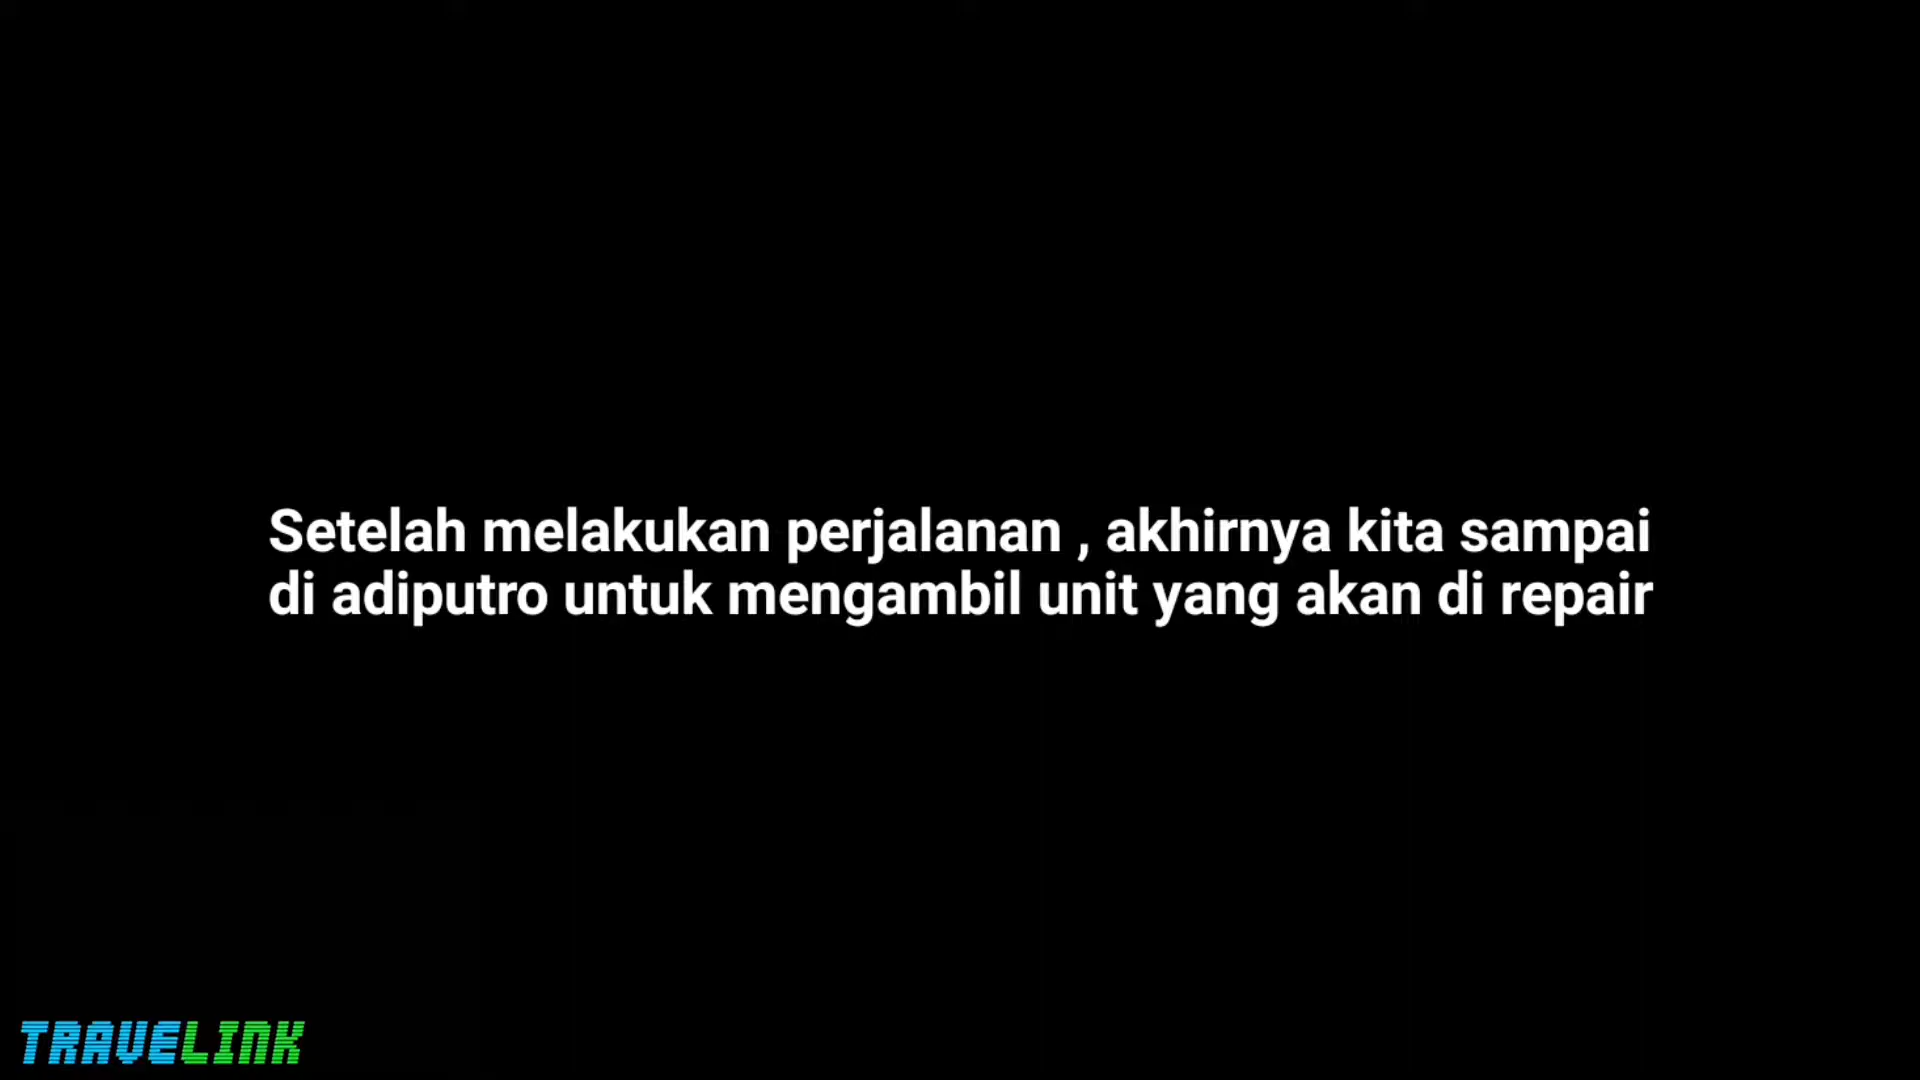 Setelah melakukan perjalanan , akhirnya kita sampai
di adiputro untuk mengambil unit yang akan di repair
TRAVELINK